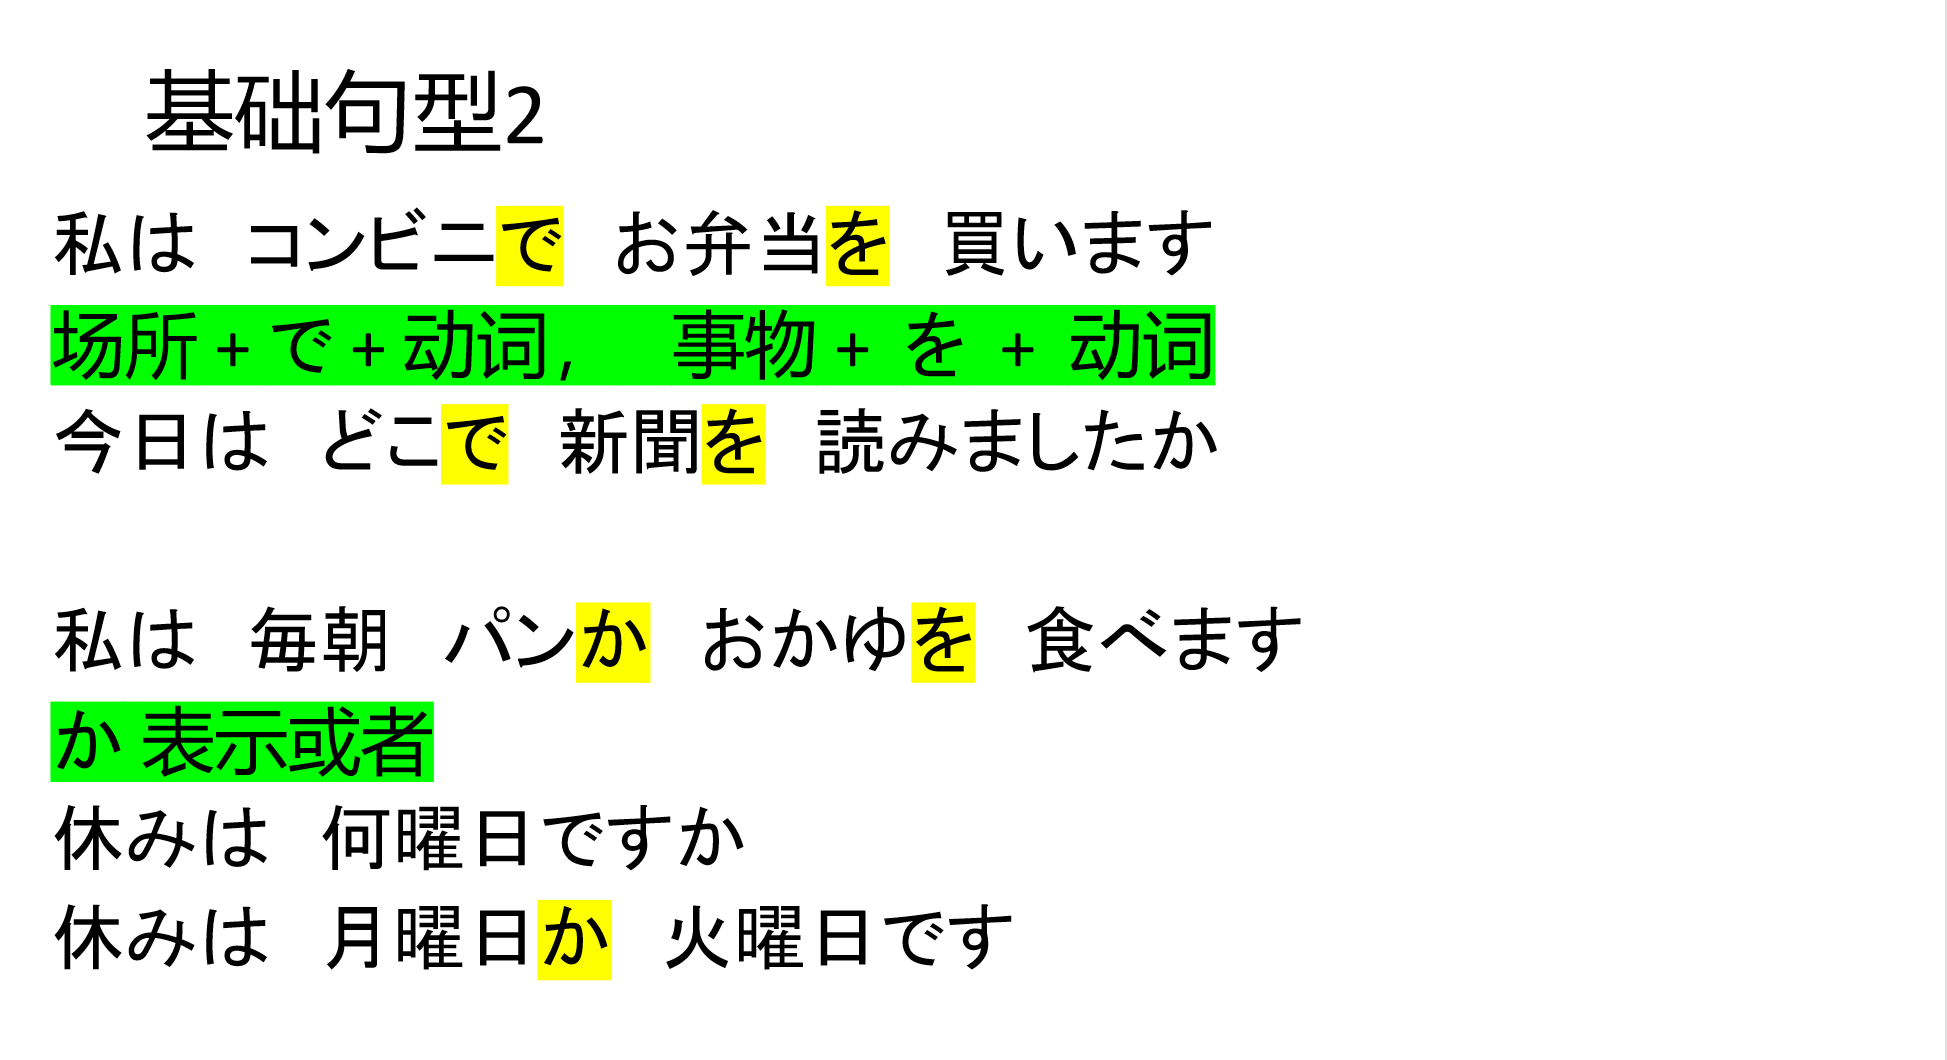 基础句型2
私は　コンビニで　お弁当を　買います
场所 + で + 动词，　事物 + を + 动词
今日は　どこで　新聞を　読みましたか
私は　毎朝　パンか　おかゆを　食べます
か 表示或者
休みは　何曜日ですか
休みは　月曜日か　火曜日です